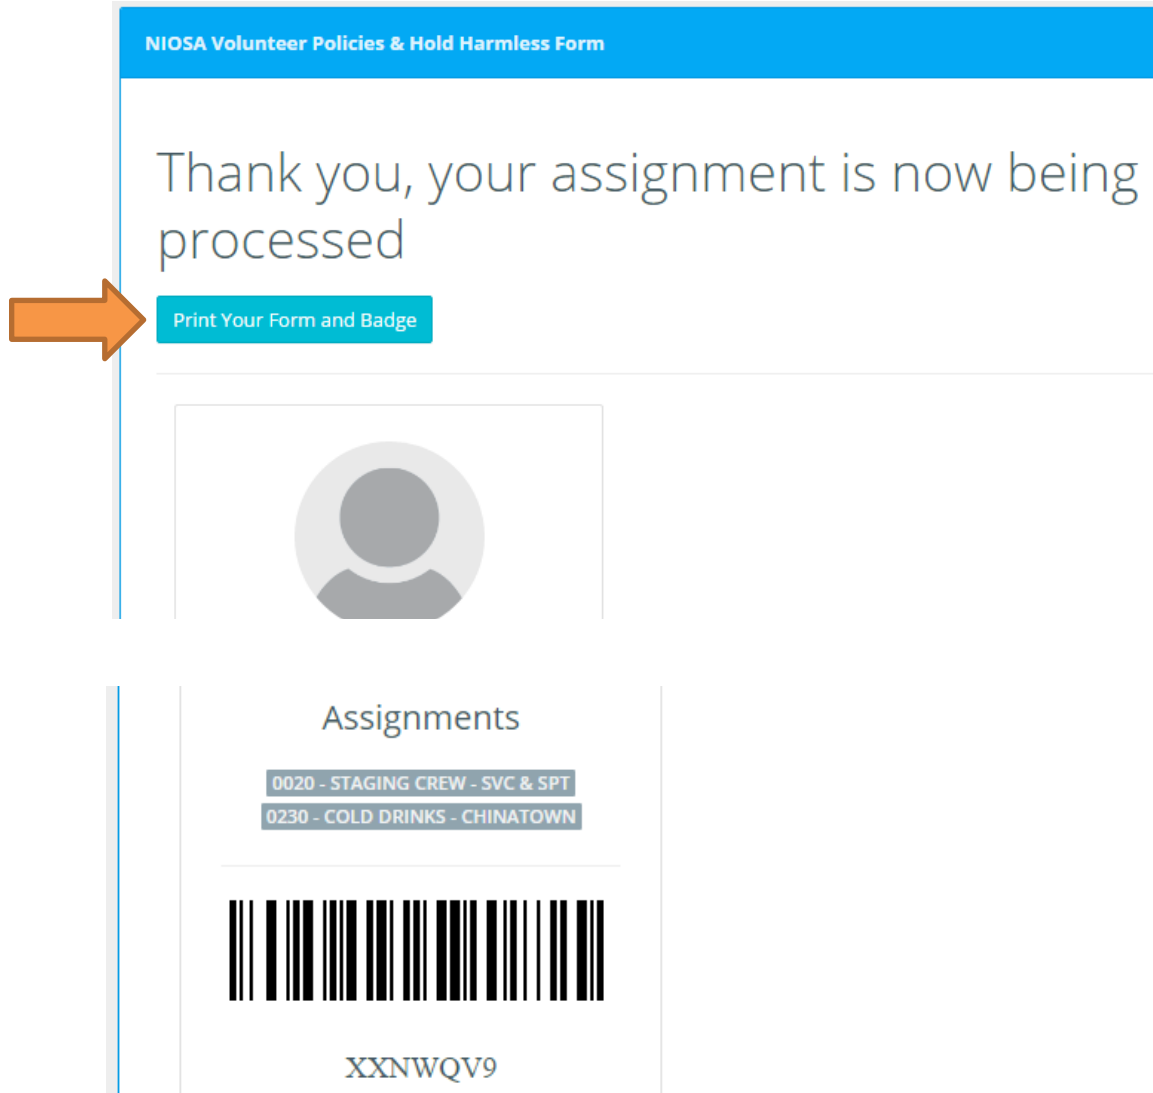 NIOSA Volunteer Policies & Hold Harmless Form
Thank you, your assignment is now being
processed
Print Your Form and Badge
Assignments
0020 - STAGING CREW - SVC & SPT
0230 - COLD DRINKS - CHINATOWN
XXNWQV9